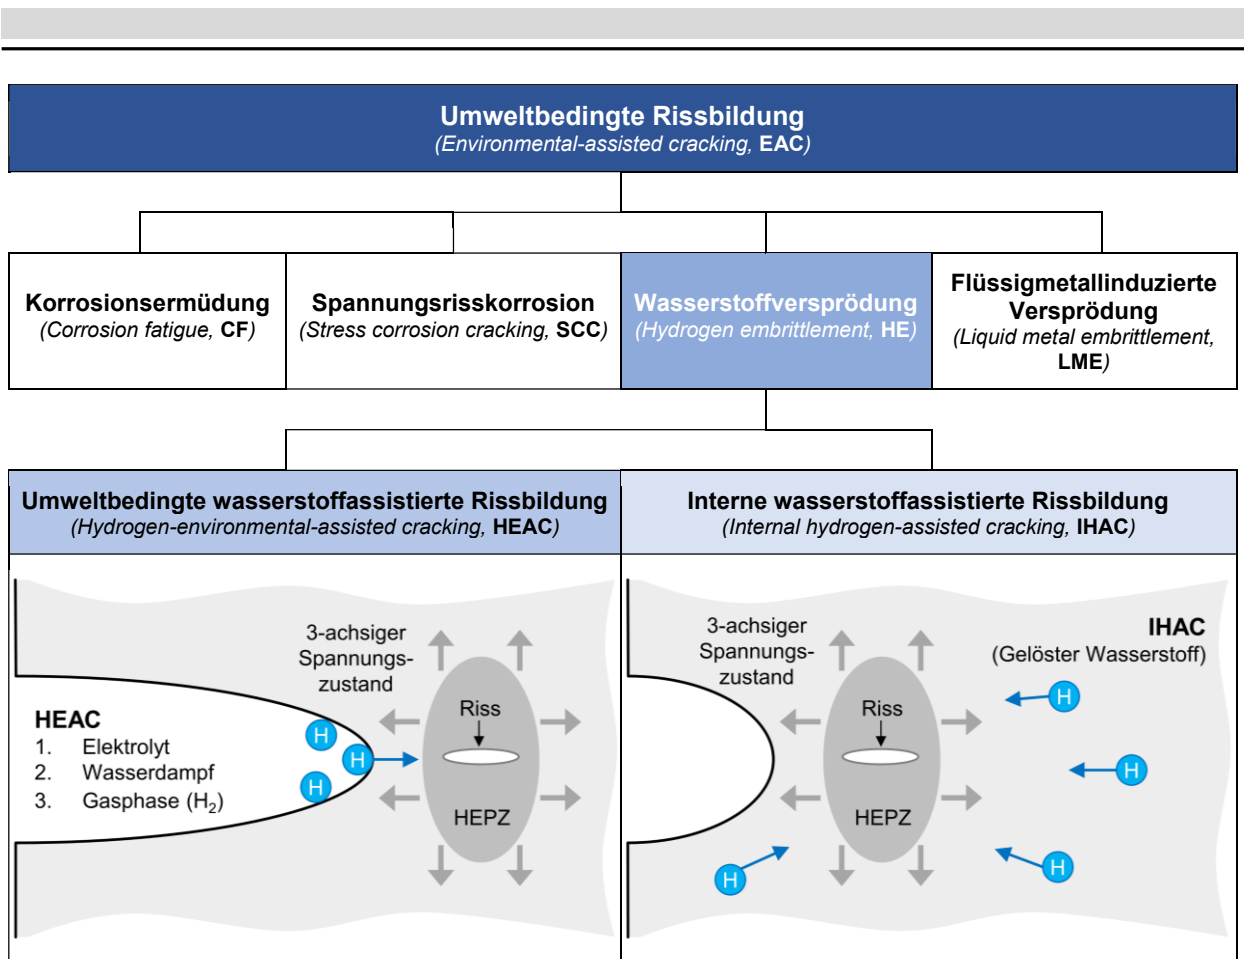 Umweltbedingte Rissbildung
(Environmental-assisted cracking, EAC)
Korrosionsermüdung
(Corrosion fatigue, CF)
Spannungsrisskorrosion
(Stress corrosion cracking, SCC)
Wasserstoffversprödung
(Hydrogen embrittlement, HE)
Flüssigmetallinduzierte
Versprödung
(Liquid metal embrittlement,
LME)
Umweltbedingte wasserstoffassistierte Rissbildung
(Hydrogen-environmental-assisted cracking, HEAC)
Interne wasserstoffassistierte Rissbildung
(Internal hydrogen-assisted cracking, IHAC)
3-achsiger
Spannungs-
zustand
HEAC
1. Elektrolyt
2. Wasserdampf
3. Gasphase (H₂)
H
H
H
Riss
HEPZ
3-achsiger
Spannungs-
zustand
Riss
HEPZ
IHAC
(Gelöster Wasserstoff)
H
H
H
H